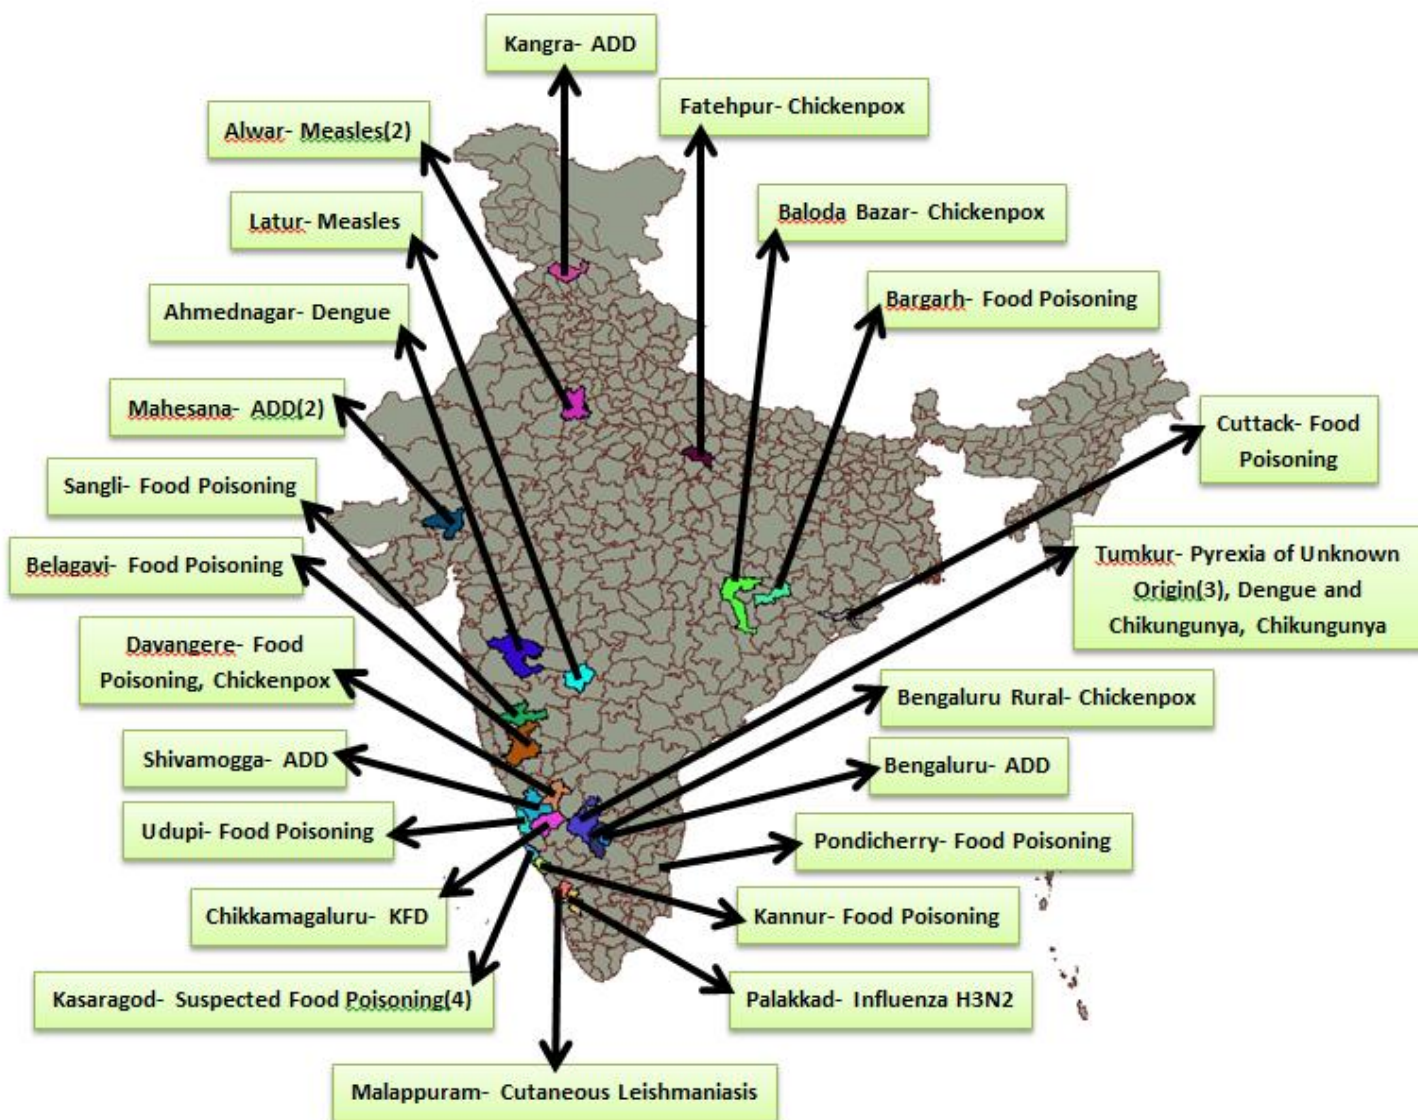 Kangra- ADD
Fatehpur- Chickenpox
Alwar- Measles(2)
Latur- Measles
Baloda Bazar- Chickenpox
Ahmednagar- Dengue
Bargarh- Food Poisoning
Mahesana- ADD(2)
Cuttack- Food
Poisoning
Sangli- Food Poisoning
Belagavi- Food Poisoning
Tumkur- Pyrexia of Unknown
Origin(3), Dengue and
Chikungunya, Chikungunya
Davangere- Food
Poisoning, Chickenpox
Bengaluru Rural- Chickenpox
Shivamogga- ADD
Bengaluru- ADD
Udupi- Food Poisoning
Pondicherry- Food Poisoning
Chikkamagaluru- KFD
Kannur- Food Poisoning
Kasaragod- Suspected Food Poisoning(4)
Palakkad- Influenza H3N2
Malappuram- Cutaneous Leishmaniasis